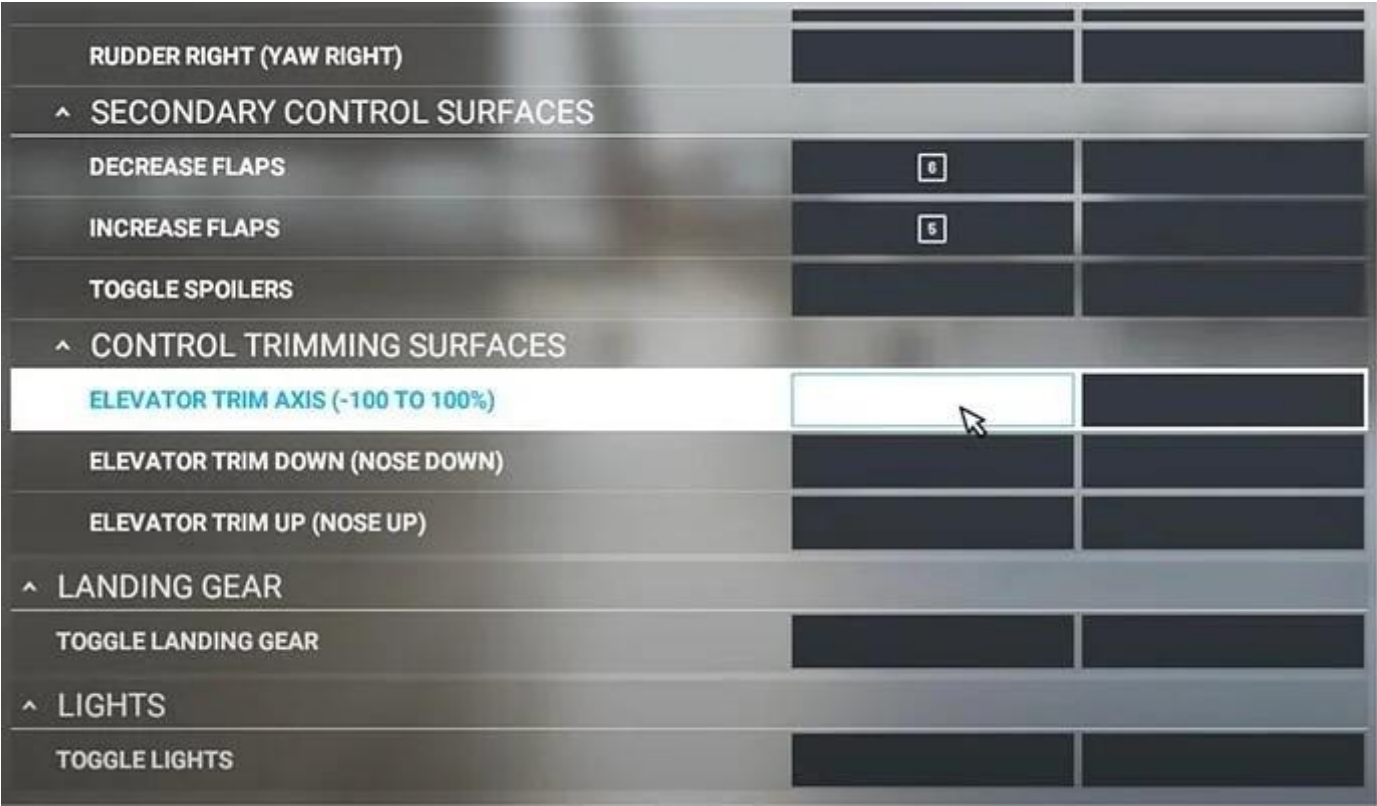 RUDDER RIGHT (YAW RIGHT)
SECONDARY CONTROL SURFACES
DECREASE FLAPS 6
INCREASE FLAPS 5
TOGGLE SPOILERS
CONTROL TRIMMING SURFACES
ELEVATOR TRIM AXIS (-100 TO 100%)
ELEVATOR TRIM DOWN (NOSE DOWN)
ELEVATOR TRIM UP (NOSE UP)
LANDING GEAR
TOGGLE LANDING GEAR
LIGHTS
TOGGLE LIGHTS